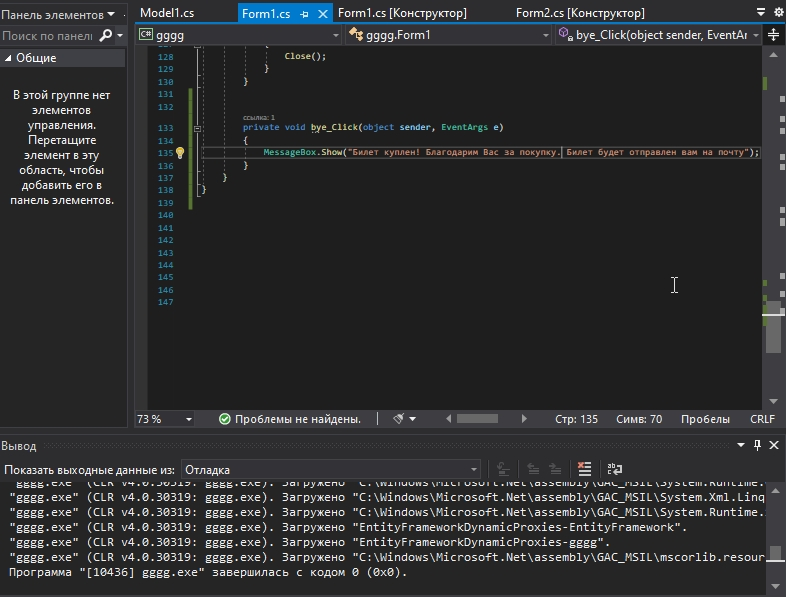 Панель элементов
Поиск по панел
Общие
В этой группе нет
элементов
управления.
Перетащите
элемент в эту
область, чтобы
добавить его в
панель элементов.
Model1.cs
Form1.cs
Form1.cs [Конструктор]
Form2.cs [Конструктор]
C# gggg
gggg.Form1
bye_Click(object sender, EventAr
128 Close();
129 }
130 }
131
132
ссылка: 1
133 private void bye_Click(object sender, EventArgs e)
134 {
135 MessageBox.Show("Билет куплен! Благодарим Вас за покупку. Билет будет отправлен вам на почту");
136 }
137 }
138 }
139
140
141
142
143
144
145
146
147
73 %
Проблемы не найдены.
Стр: 135
Симв: 70
Пробелы
CRLF
Вывод
Показать выходные данные из: Отладка
"gggg.exe" (CLR v4.0.30319: gggg.exe). Загружено "C:\Windows\Microsoft.Net\assembly\GAC_MSIL\System.Runtime.
"gggg.exe" (CLR v4.0.30319: gggg.exe). Загружено "C:\Windows\Microsoft.Net\assembly\GAC_MSIL\System.Xml.Linq
"gggg.exe" (CLR v4.0.30319: gggg.exe). Загружено "C:\Windows\Microsoft.Net\assembly\GAC_MSIL\System.Runtime.
"gggg.exe" (CLR v4.0.30319: gggg.exe). Загружено "EntityFrameworkDynamicProxies-EntityFramework".
"gggg.exe" (CLR v4.0.30319: gggg.exe). Загружено "EntityFrameworkDynamicProxies-gggg".
"gggg.exe" (CLR v4.0.30319: gggg.exe). Загружено "C:\Windows\Microsoft.Net\assembly\GAC_MSIL\mscorlib.resour
Программа "[10436] gggg.exe" завершилась с кодом 0 (0x0).